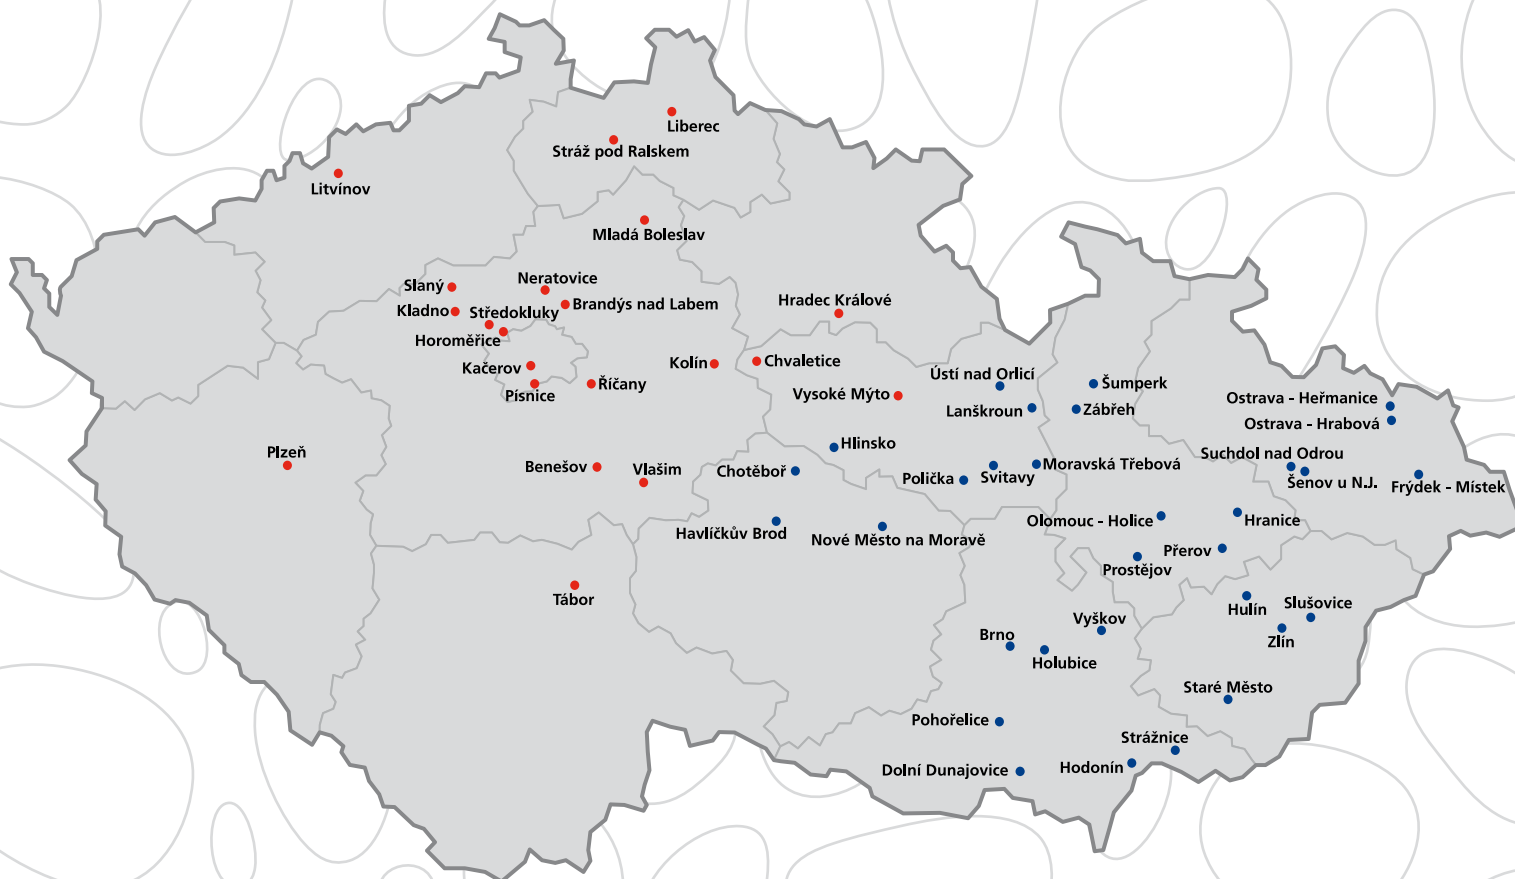 Liberec
Stráž pod Ralskem
Litvínov
Mladá Boleslav
Neratovice
Slaný
Brandýs nad Labem
Hradec Králové
Kladno
Středokluky
Horoměřice
Kačerov
Kolín
Chvaletice
Ústí nad Orlicí
Písnice
Říčany
Šumperk
Vysoké Mýto
Ostrava - Heřmanice
Lanškroun
Zábřeh
Ostrava - Hrabová
Hlinsko
Plzeň
Suchdol nad Odrou
Benešov
Vlašim
Chotěboř
Moravská Třebová
Polička
Svitavy
Šenov u N.J.
Frýdek - Místek
Olomouc - Holice
Hranice
Havlíčkův Brod
Nové Město na Moravě
Přerov
Prostějov
Tábor
Hulín
Slušovice
Vyškov
Brno
Zlín
Holubice
Staré Město
Pohořelice
Strážnice
Dolní Dunajovice
Hodonín